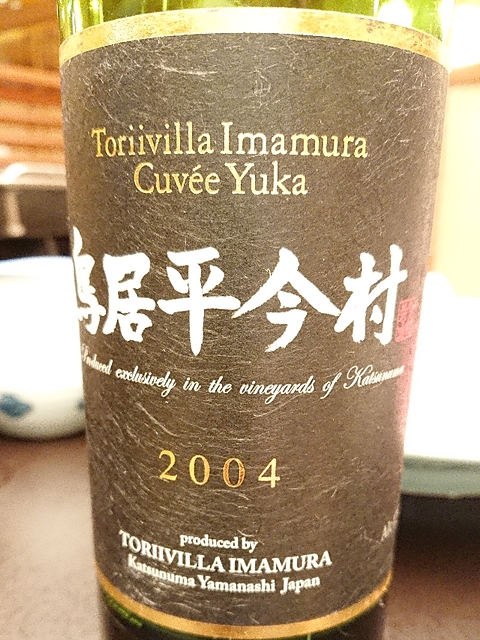 Toriivilla Imamura
Cuvée Yuka
鳥居平今村
Produced exclusively in the vineyards of Katsunuma
2004
produced by
TORIIVILLA IMAMURA
Katsunuma Yamanashi Japan